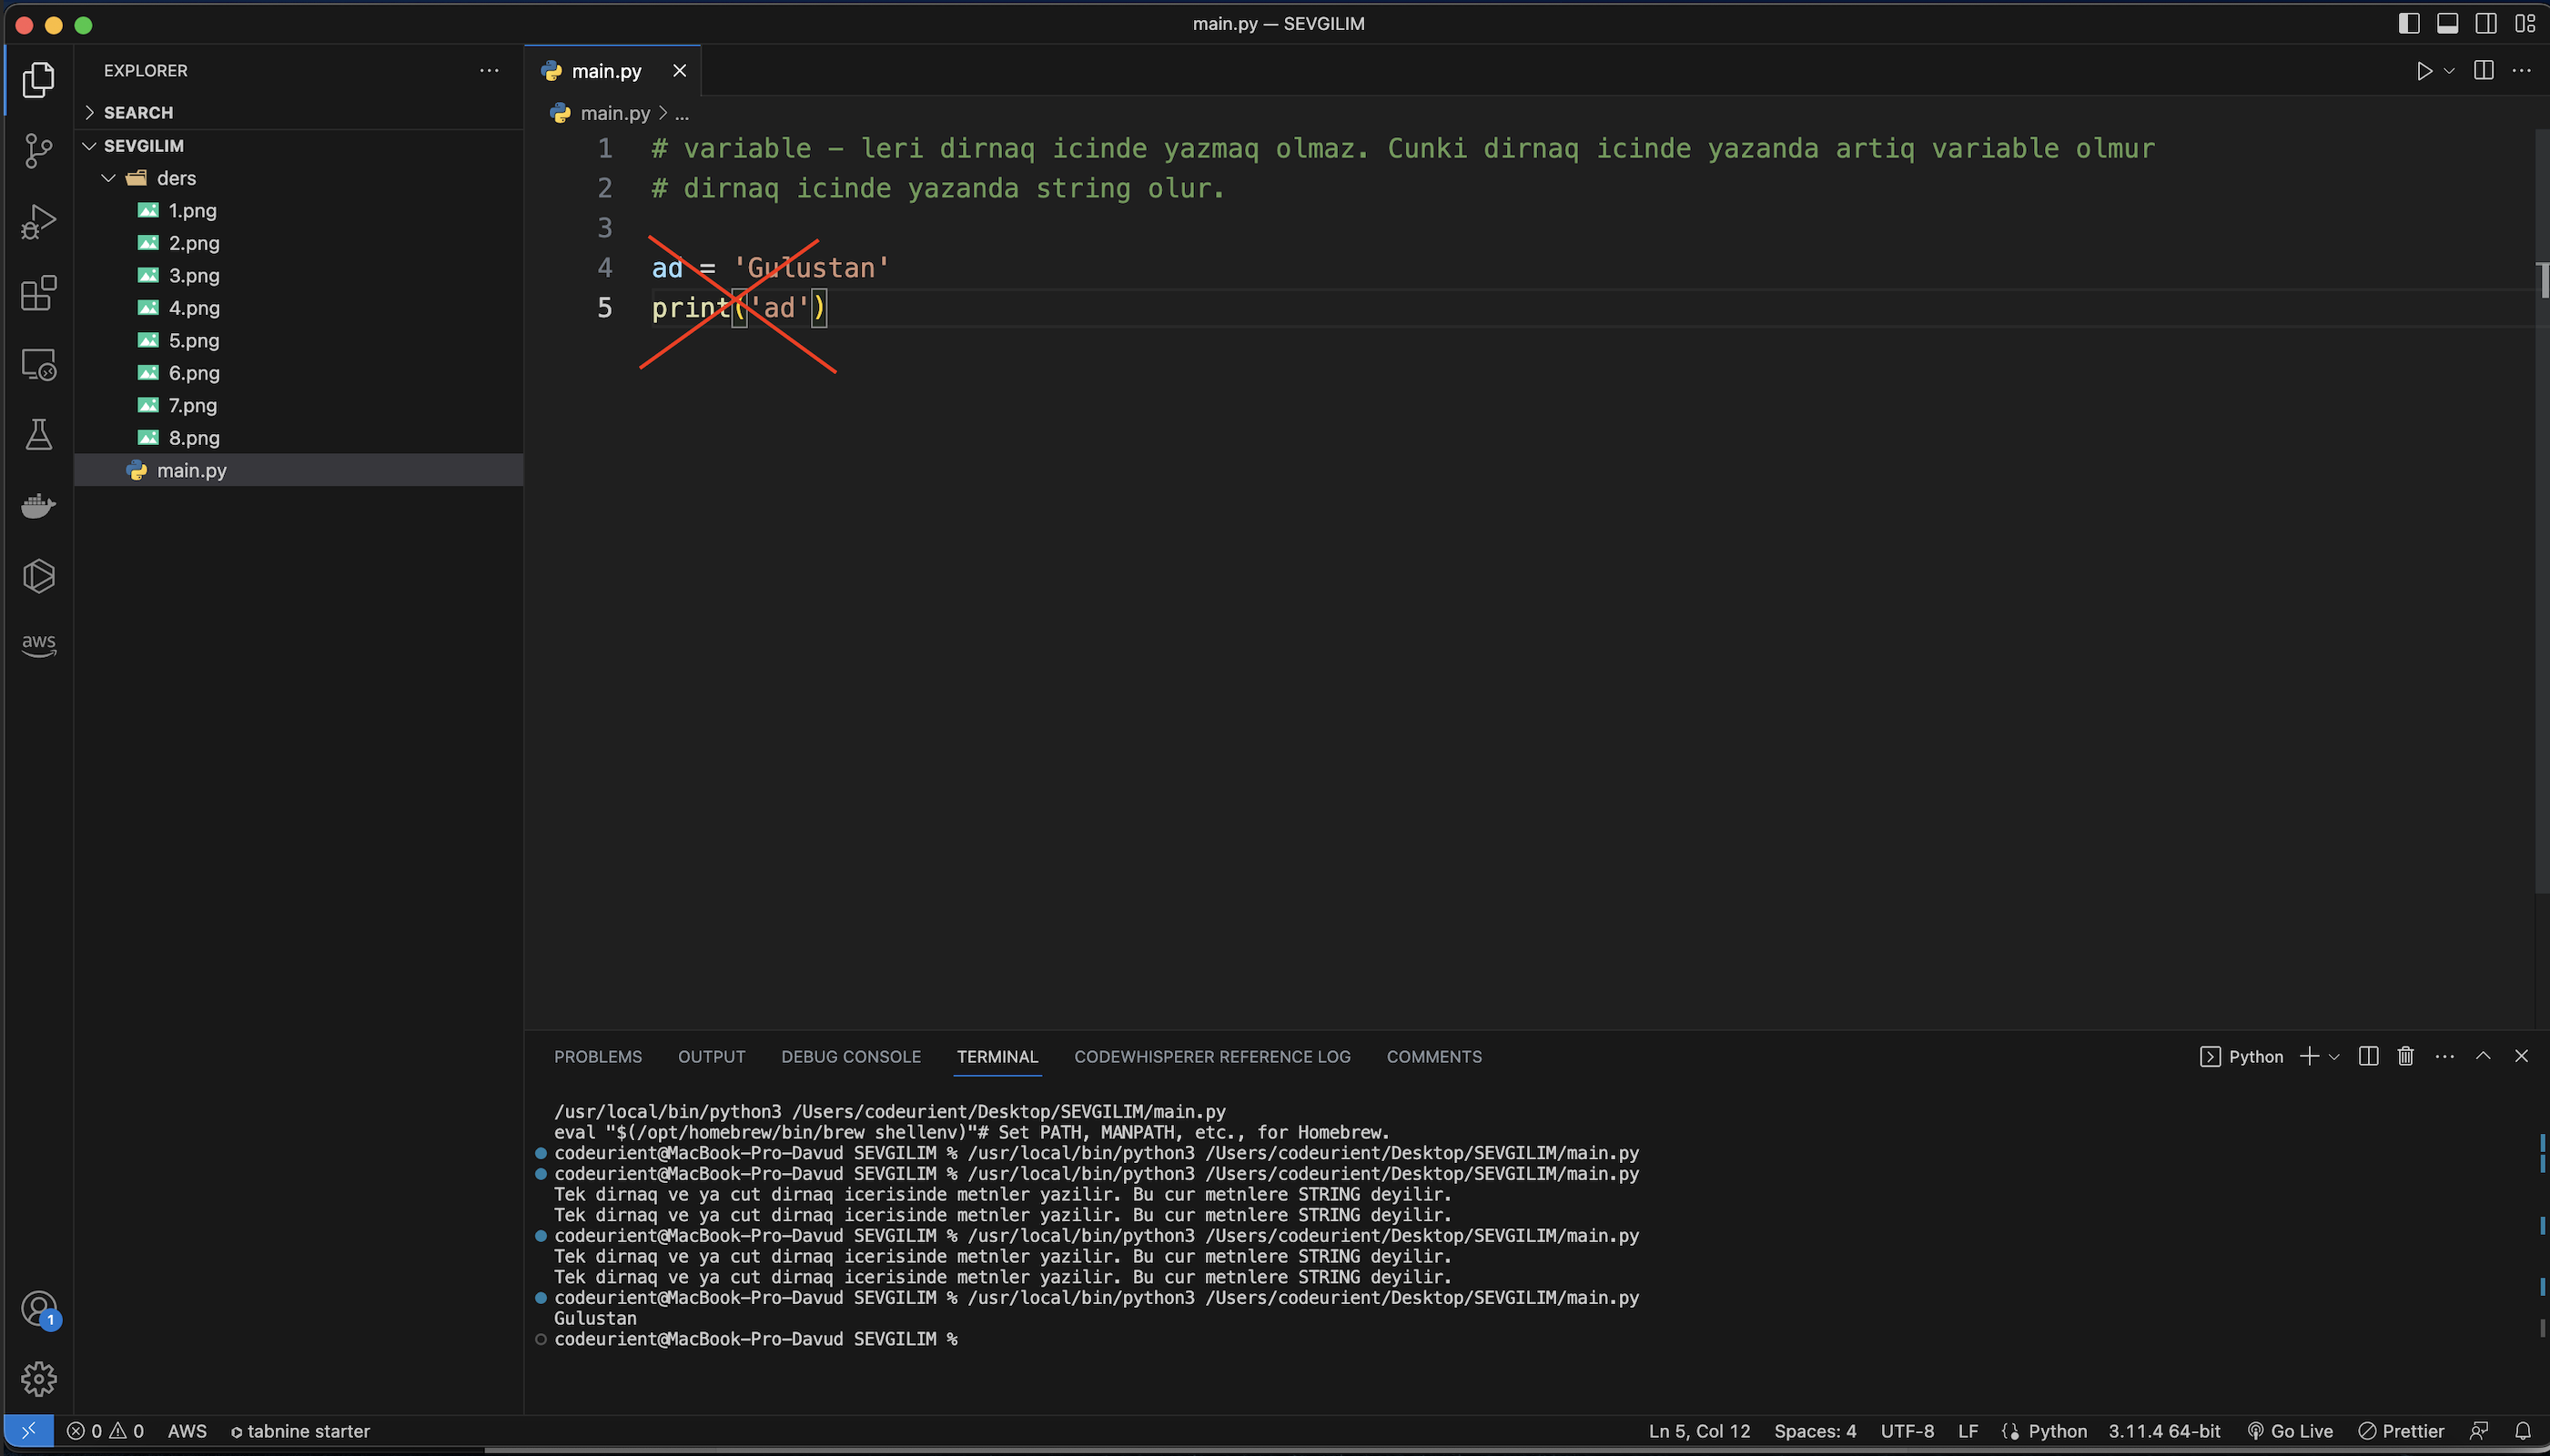 main.py — SEVGILIM
EXPLORER
SEARCH
SEVGILIM
ders
1.png
2.png
3.png
4.png
5.png
6.png
7.png
8.png
main.py
aws
1
main.py
main.py > ...
1 # variable - leri dirnaq icinde yazmaq olmaz. Cunki dirnaq icinde yazanda artiq variable olmur
2 # dirnaq icinde yazanda string olur.
3
4 ad = 'Gulustan'
5 print('ad')
PROBLEMS OUTPUT DEBUG CONSOLE TERMINAL CODEWHISPERER REFERENCE LOG COMMENTS
Python
/usr/local/bin/python3 /Users/codeurient/Desktop/SEVGILIM/main.py
eval "$(/opt/homebrew/bin/brew shellenv)"# Set PATH, MANPATH, etc., for Homebrew.
codeurient@MacBook-Pro-Davud SEVGILIM % /usr/local/bin/python3 /Users/codeurient/Desktop/SEVGILIM/main.py
codeurient@MacBook-Pro-Davud SEVGILIM % /usr/local/bin/python3 /Users/codeurient/Desktop/SEVGILIM/main.py
Tek dirnaq ve ya cut dirnaq icerisinde metnler yazilir. Bu cur metnlere STRING deyilir.
Tek dirnaq ve ya cut dirnaq icerisinde metnler yazilir. Bu cur metnlere STRING deyilir.
codeurient@MacBook-Pro-Davud SEVGILIM % /usr/local/bin/python3 /Users/codeurient/Desktop/SEVGILIM/main.py
Tek dirnaq ve ya cut dirnaq icerisinde metnler yazilir. Bu cur metnlere STRING deyilir.
Tek dirnaq ve ya cut dirnaq icerisinde metnler yazilir. Bu cur metnlere STRING deyilir.
codeurient@MacBook-Pro-Davud SEVGILIM % /usr/local/bin/python3 /Users/codeurient/Desktop/SEVGILIM/main.py
Gulustan
codeurient@MacBook-Pro-Davud SEVGILIM %
0 0 AWS tabnine starter Ln 5, Col 12 Spaces: 4 UTF-8 LF Python 3.11.4 64-bit Go Live Prettier